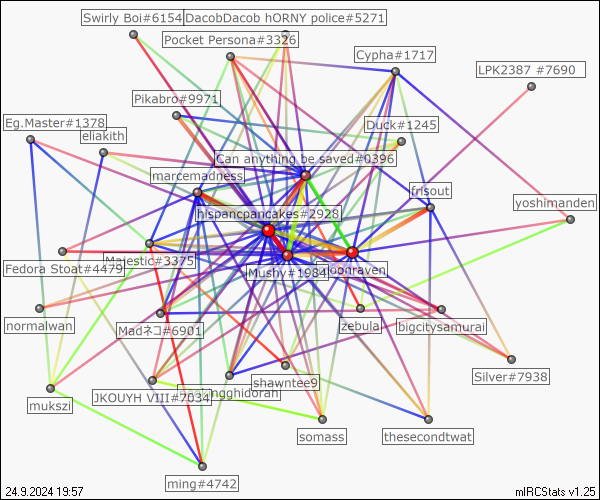 Swirly Boi#6154
DacobDacob hORNY police#5271
Pocket Persona#3326
Cypha#1717
LPK2387 #7690
Pikabro#9971
Eg.Master#1378
Duck#1245
eliakith
Can anything be saved#0396
marcemadness
frisout
yoshimanden
hispancpancakes#2928
Majestic#3375
Fedora Stoat#4479
Mushy#1984
moonraven
normalwan
Madネコ#6901
zebula
bigcitysamurai
Silver#7938
shawntee9
JKOUYH VIII#7034
mukszi
somass
thesecondtwat
ming#4742
24.9.2024 19:57
mIRCStats v1.25